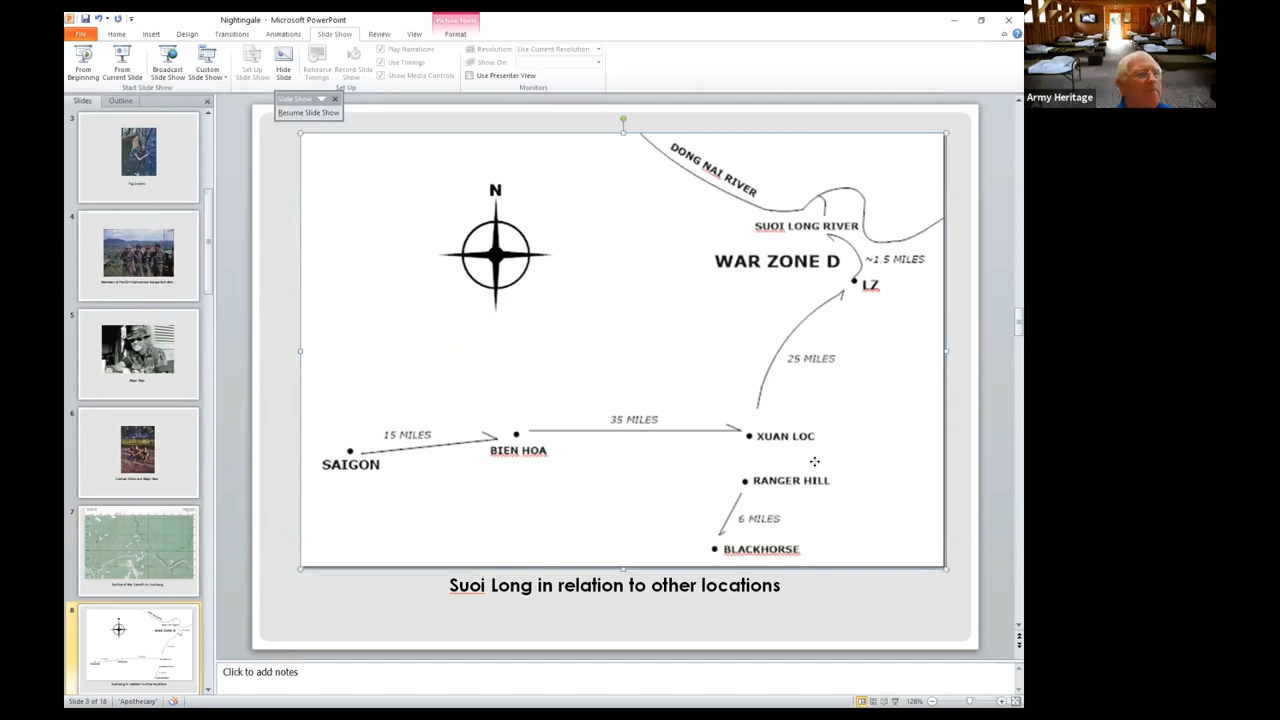 Nightingale - Microsoft PowerPoint
Picture Tools
File Home Insert Design Transitions Animations Slide Show Review View Format
From Beginning
From Current Slide
Broadcast Slide Show
Custom Slide Show
Set Up Slide Show
Hide Slide
Rehearse Timings
Record Slide Show
Play Narrations
Use Timings
Show Media Controls
Resolution: Use Current Resolution
Show On:
Use Presenter View
Start Slide Show
Set Up
Monitors
Slide Show
Resume Slide Show
Slides Outline
3
4
5
6
7
8
N
DONG NAI RIVER
SUOI LONG RIVER
WAR ZONE D
~1.5 MILES
LZ
25 MILES
35 MILES
15 MILES
XUAN LOC
BIEN HOA
SAIGON
RANGER HILL
6 MILES
BLACKHORSE
Suoi Long in relation to other locations
Click to add notes
Slide 8 of 18
"Apothecary"
126%
Army Heritage